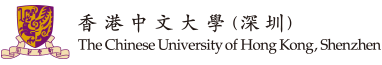 香港中文大學(深圳)
The Chinese University of Hong Kong, Shenzhen